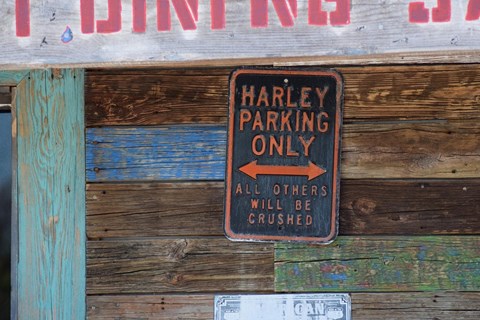 DINING
HARLEY
PARKING
ONLY
ALL OTHERS
WILL BE
CRUSHED